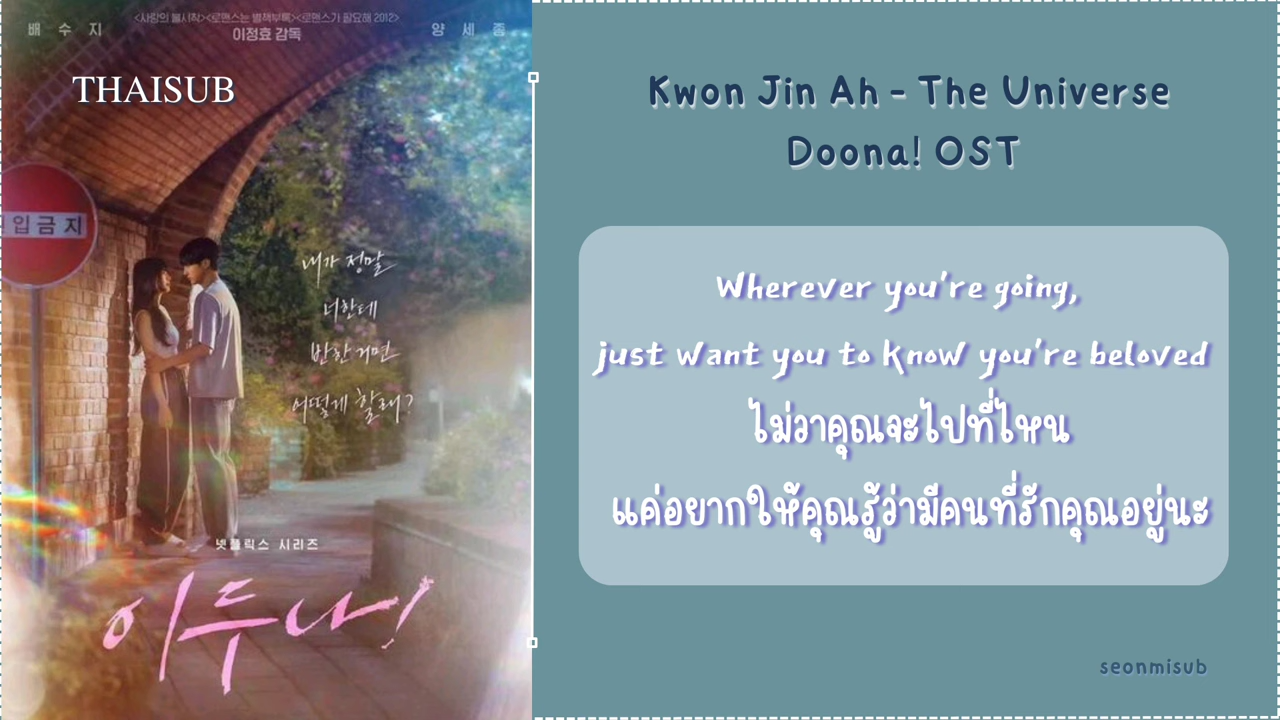 배수지
<사랑의 불시착><로맨스는 별책부록><로맨스가 필요해 2012>
이정효 감독
양세종
THAISUB
입금지
내가 정말
너한테
반한거면
어떻게 할래?
넷플릭스 시리즈
이두나!
Kwon Jin Ah - The Universe
Doona! OST
Wherever you're going,
just want you to know you're beloved
ไม่ว่าคุณจะไปที่ไหน
แค่อยากให้คุณรู้ว่ามีคนที่รักคุณอยู่นะ
seonmisub